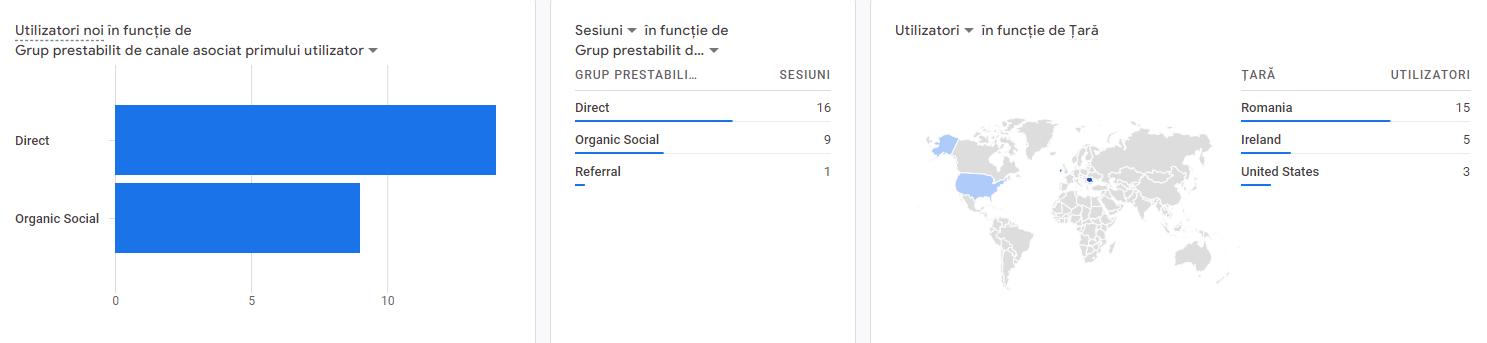 Utilizatori noi în funcție de
Grup prestabilit de canale asociat primului utilizator
Direct
Organic Social
0 5 10
Sesiuni în funcție de
Grup prestabilit d...
GRUP PRESTABILI... SESIUNI
Direct 16
Organic Social 9
Referral 1
Utilizatori în funcție de Țară
ȚARĂ UTILIZATORI
Romania 15
Ireland 5
United States 3